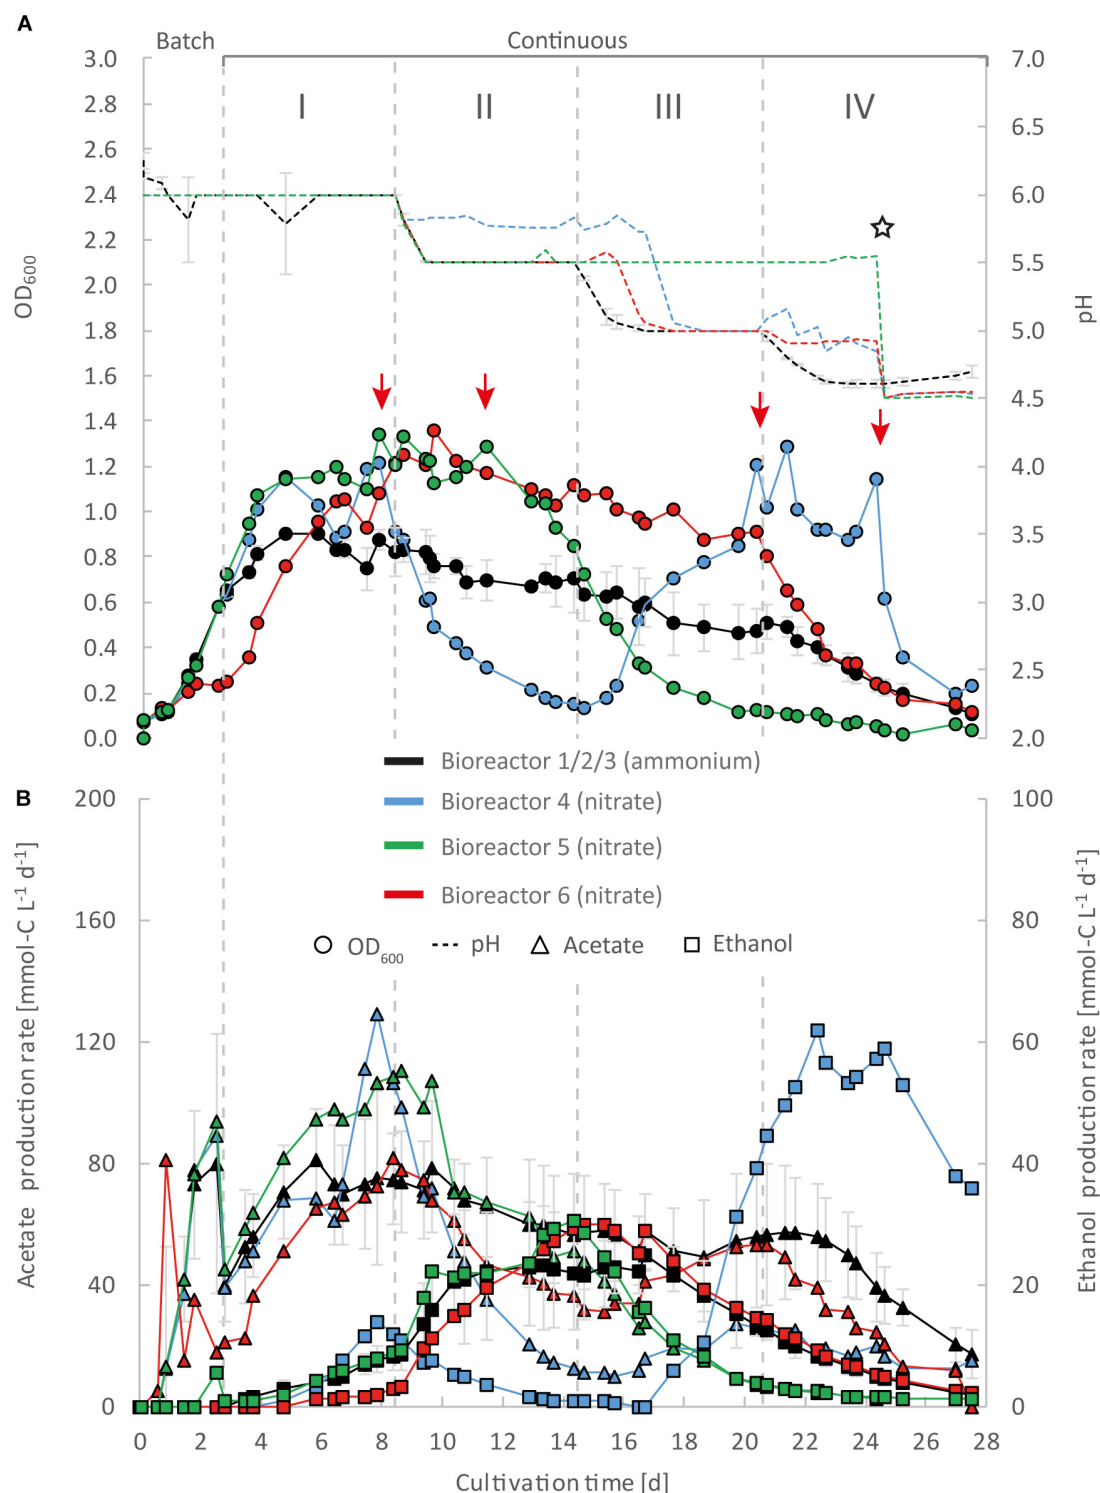 A
Batch
Continuous
3.0
2.8
2.6
2.4
2.2
2.0
1.8
1.6
1.4
1.2
1.0
0.8
0.6
0.4
0.2
0.0
OD600
I
II
III
IV
7.0
6.5
6.0
5.5
5.0
4.5
4.0
3.5
3.0
2.5
2.0
pH
Bioreactor 1/2/3 (ammonium)
Bioreactor 4 (nitrate)
Bioreactor 5 (nitrate)
Bioreactor 6 (nitrate)
OD600
pH
Acetate
Ethanol
B
200
160
120
80
40
0
Acetate production rate [mmol-C L-1 d-1]
100
80
60
40
20
0
Ethanol production rate [mmol-C L-1 d-1]
0 2 4 6 8 10 12 14 16 18 20 22 24 26 28
Cultivation time [d]